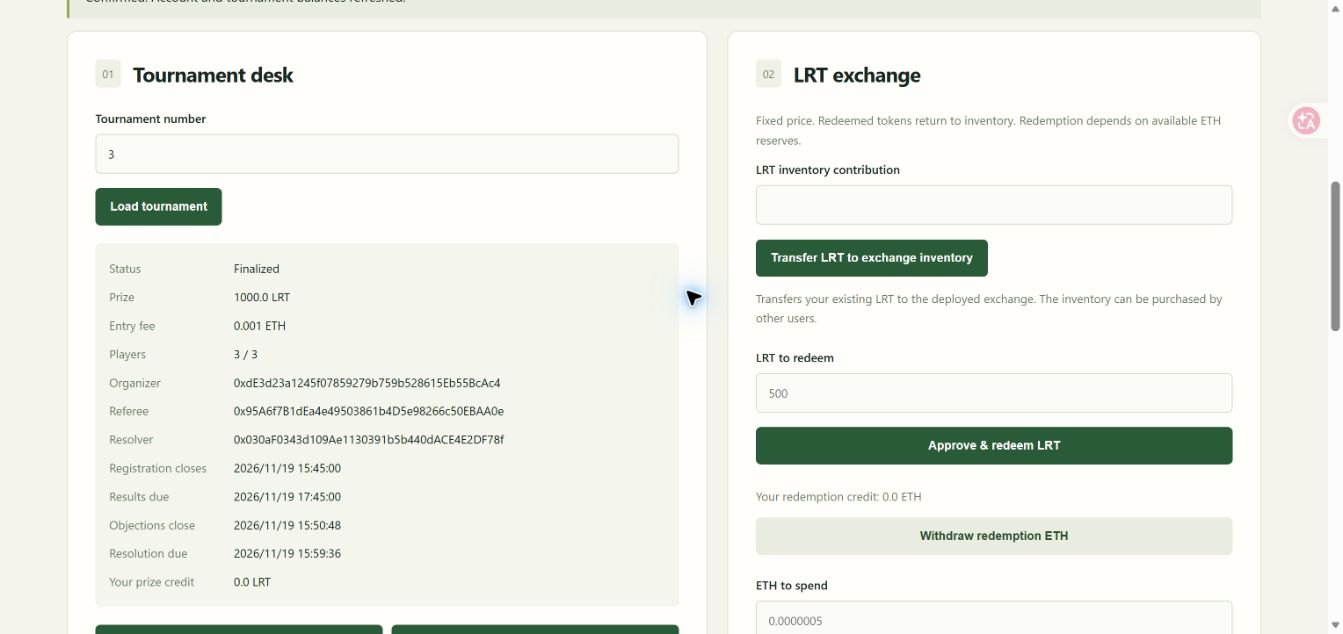 Confirmed. Account and tournament balances refreshed.
01 Tournament desk
Tournament number
3
Load tournament
Status Finalized
Prize 1000.0 LRT
Entry fee 0.001 ETH
Players 3 / 3
Organizer 0xdE3d23a1245f07859279b759b528615Eb55BcAc4
Referee 0x95A6f7B1dEa4e49503861b4D5e98266c50EBAA0e
Resolver 0x030aF0343d109Ae1130391b5b440dACE4E2DF78f
Registration closes 2026/11/19 15:45:00
Results due 2026/11/19 17:45:00
Objections close 2026/11/19 15:50:48
Resolution due 2026/11/19 15:59:36
Your prize credit 0.0 LRT
02 LRT exchange
Fixed price. Redeemed tokens return to inventory. Redemption depends on available ETH
reserves.
LRT inventory contribution
Transfer LRT to exchange inventory
Transfers your existing LRT to the deployed exchange. The inventory can be purchased by
other users.
LRT to redeem
500
Approve & redeem LRT
Your redemption credit: 0.0 ETH
Withdraw redemption ETH
ETH to spend
0.0000005